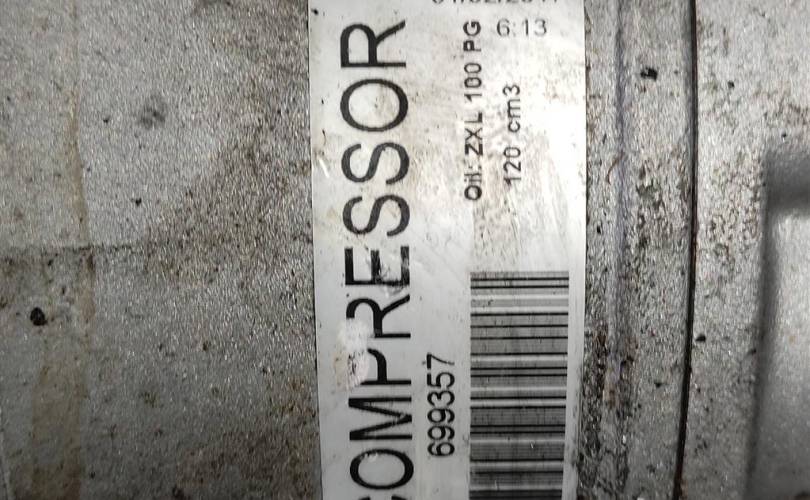 6:13
COMPRESSOR
Oil: ZXL 100 PG
120 cm3
699357